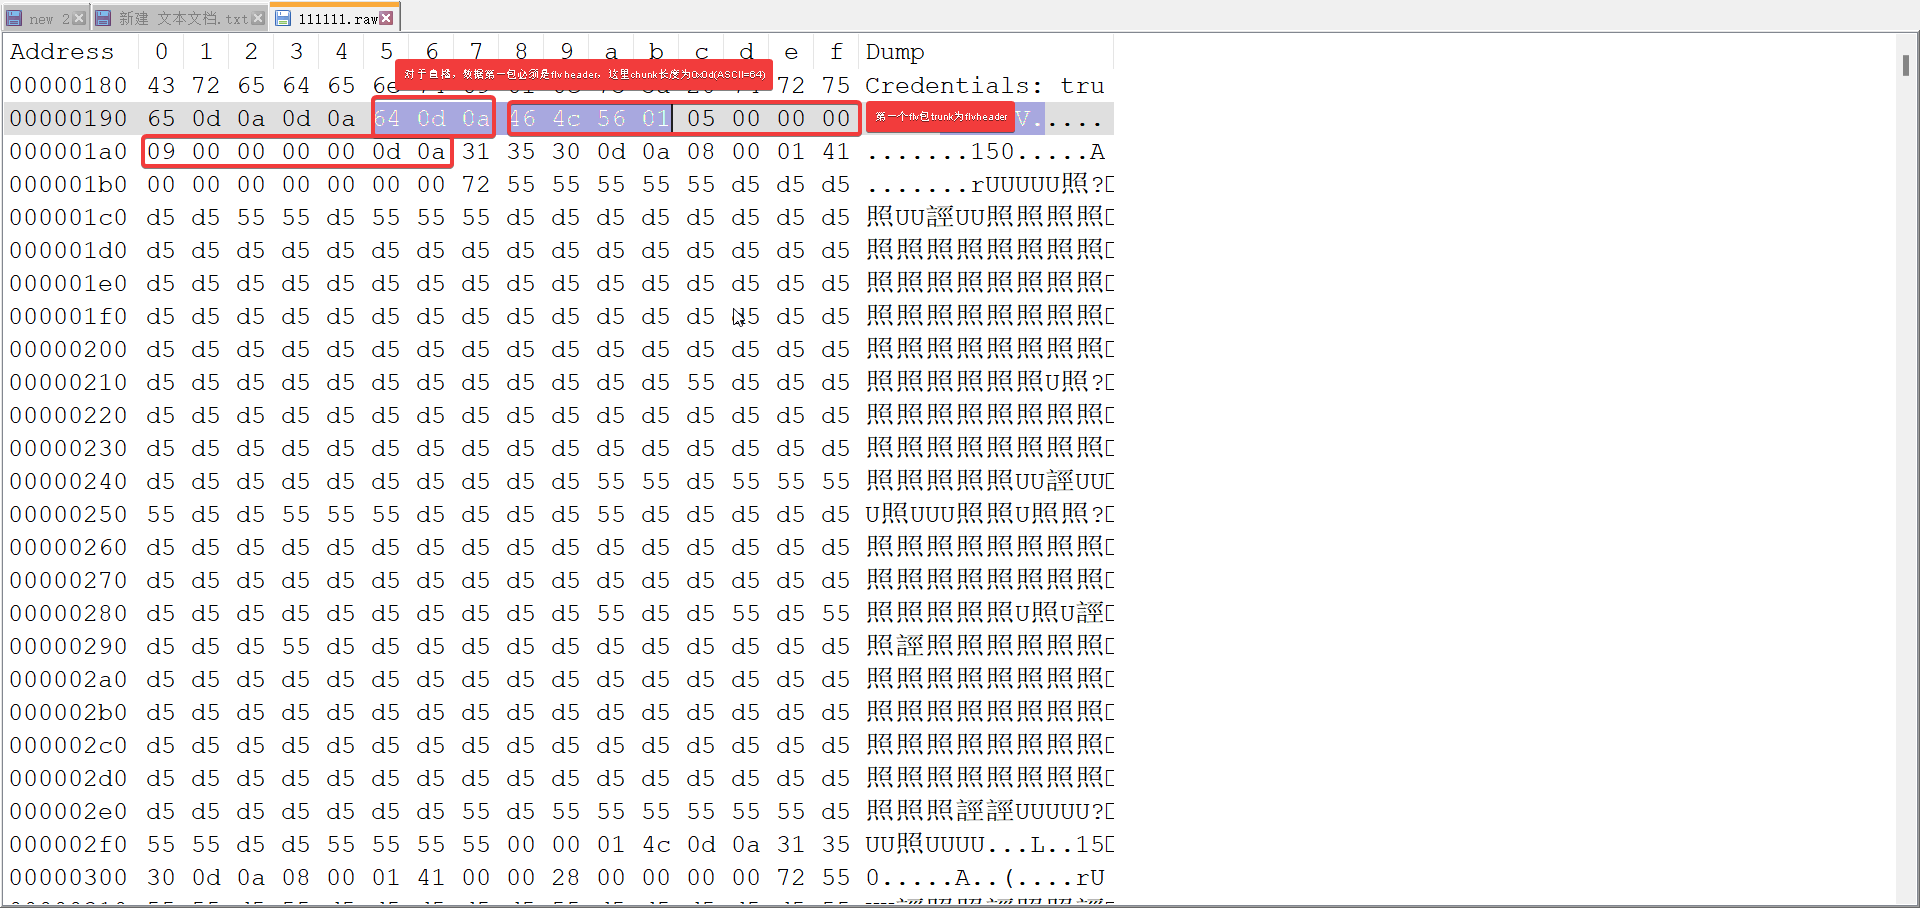 new 2 新建 文本文档.txt 111111.raw
Address 0 1 2 3 4 5 6 7 8 9 a b c d e f Dump
对于直播，数据第一包必须是flvheader，这里chunk长度为0x0d(ASCII=64)
00000180 43 72 65 64 64 65 6e 72 75 Credentials: tru
00000190 65 0d 0a 0d 0a 64 0d 0a 46 4c 56 01 05 00 00 00 第一个flv包trunk为flvheader V.....
000001a0 09 00 00 00 00 0d 0a 31 35 30 0d 0a 08 00 01 41 .......150.....A
000001b0 00 00 00 00 00 00 00 72 55 55 55 55 55 d5 d5 d5 .......rUUUUU照?
000001c0 d5 d5 55 55 d5 55 55 55 d5 d5 d5 d5 d5 d5 d5 d5 照UU誙UU照照照照
000001d0 d5 d5 d5 d5 d5 d5 d5 d5 d5 d5 d5 d5 d5 d5 d5 d5 照照照照照照照照
000001e0 d5 d5 d5 d5 d5 d5 d5 d5 d5 d5 d5 d5 d5 d5 d5 d5 照照照照照照照照
000001f0 d5 d5 d5 d5 d5 d5 d5 d5 d5 d5 d5 d5 d5 d5 d5 d5 照照照照照照照照
00000200 d5 d5 d5 d5 d5 d5 d5 d5 d5 d5 d5 d5 d5 d5 d5 d5 照照照照照照照照
00000210 d5 d5 d5 d5 d5 d5 d5 d5 d5 d5 d5 d5 55 d5 d5 d5 照照照照照照U照?
00000220 d5 d5 d5 d5 d5 d5 d5 d5 d5 d5 d5 d5 d5 d5 d5 d5 照照照照照照照照
00000230 d5 d5 d5 d5 d5 d5 d5 d5 d5 d5 d5 d5 d5 d5 d5 d5 照照照照照照照照
00000240 d5 d5 d5 d5 d5 d5 d5 d5 d5 d5 55 55 d5 55 55 55 照照照照照UU誙UU
00000250 55 d5 d5 55 55 55 d5 d5 d5 d5 55 d5 d5 d5 d5 d5 U照UUU照照U照照?
00000260 d5 d5 d5 d5 d5 d5 d5 d5 d5 d5 d5 d5 d5 d5 d5 d5 照照照照照照照照
00000270 d5 d5 d5 d5 d5 d5 d5 d5 d5 d5 d5 d5 d5 d5 d5 d5 照照照照照照照照
00000280 d5 d5 d5 d5 d5 d5 d5 d5 d5 d5 55 d5 d5 55 d5 55 照照照照照U照U誙
00000290 d5 d5 d5 55 d5 d5 d5 d5 d5 d5 d5 d5 d5 d5 d5 d5 照誙照照照照照照
000002a0 d5 d5 d5 d5 d5 d5 d5 d5 d5 d5 d5 d5 d5 d5 d5 d5 照照照照照照照照
000002b0 d5 d5 d5 d5 d5 d5 d5 d5 d5 d5 d5 d5 d5 d5 d5 d5 照照照照照照照照
000002c0 d5 d5 d5 d5 d5 d5 d5 d5 d5 d5 d5 d5 d5 d5 d5 d5 照照照照照照照照
000002d0 d5 d5 d5 d5 d5 d5 d5 d5 d5 d5 d5 d5 d5 d5 d5 d5 照照照照照照照照
000002e0 d5 d5 d5 d5 d5 d5 d5 55 d5 55 55 55 55 55 55 d5 照照照誙誙UUUUU?
000002f0 55 55 d5 d5 55 55 55 55 00 00 01 4c 0d 0a 31 35 UU照UUUU...L..15
00000300 30 0d 0a 08 00 01 41 00 00 28 00 00 00 00 72 55 0.....A..(....rU